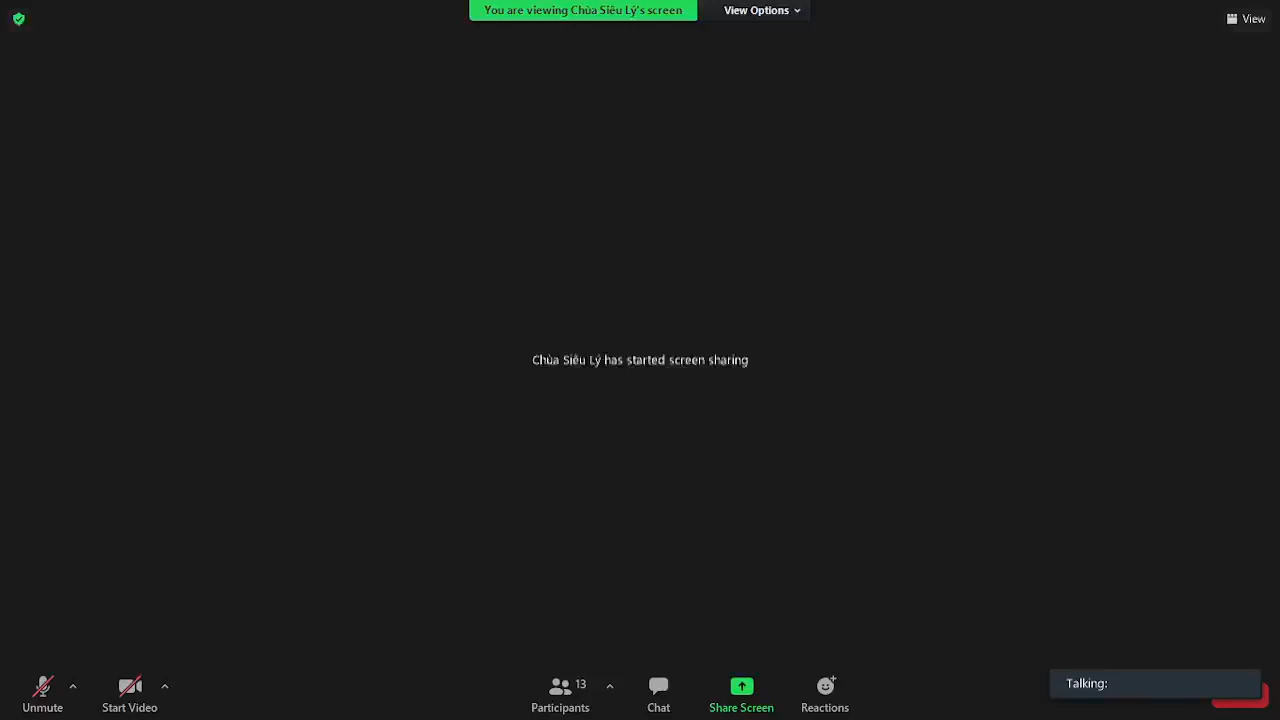 You are viewing Chùa Siêu Lý's screen
View Options
View
Chùa Siêu Lý has started screen sharing
Unmute
Start Video
13
Participants
Chat
Share Screen
Reactions
Talking: